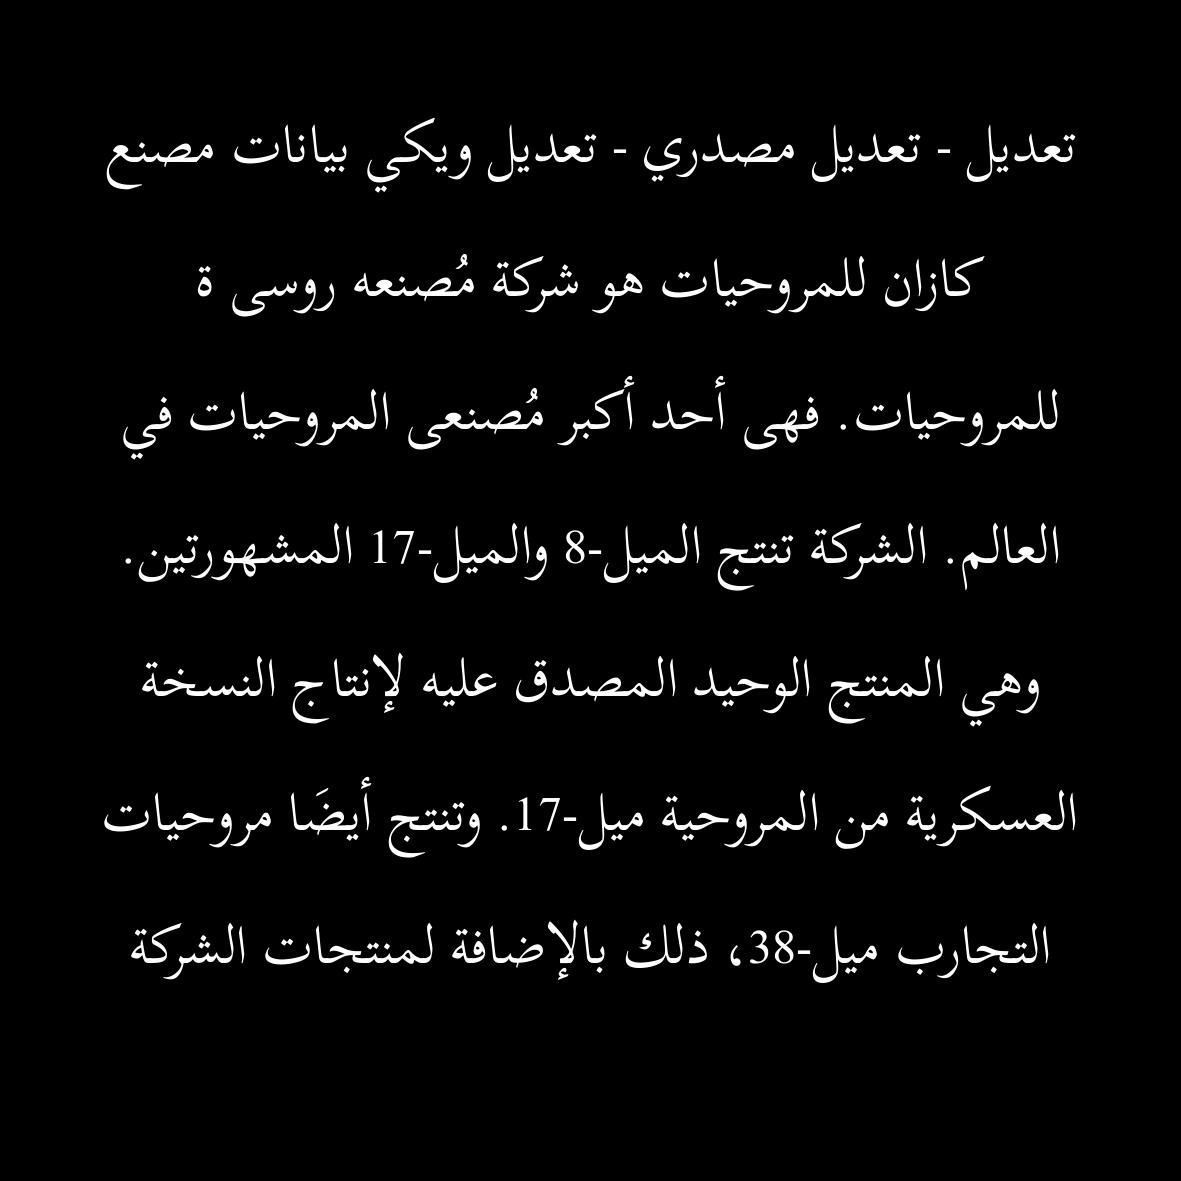 تعديل - تعديل مصدري - تعديل ويكي بيانات مصنع
كازان للمروحيات هو شركة مُصنعه روسى ة
للمروحيات. فهى أحد أكبر مُصنعى المروحيات في
العالم. الشركة تنتج الميل-8 والميل-17 المشهورتين.
وهي المنتج الوحيد المصدق عليه لإنتاج النسخة
العسكرية من المروحية ميل-17. وتنتج أيضَا مروحيات
التجارب ميل-38، ذلك بالإضافة لمنتجات الشركة